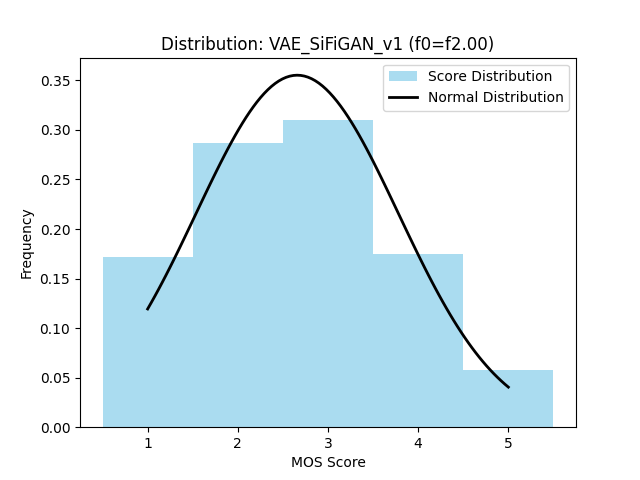 Distribution: VAE_SiFiGAN_v1 (f0=f2.00)
Score Distribution
Normal Distribution
0.35
0.30
0.25
0.20
0.15
0.10
0.05
0.00
Frequency
1 2 3 4 5
MOS Score